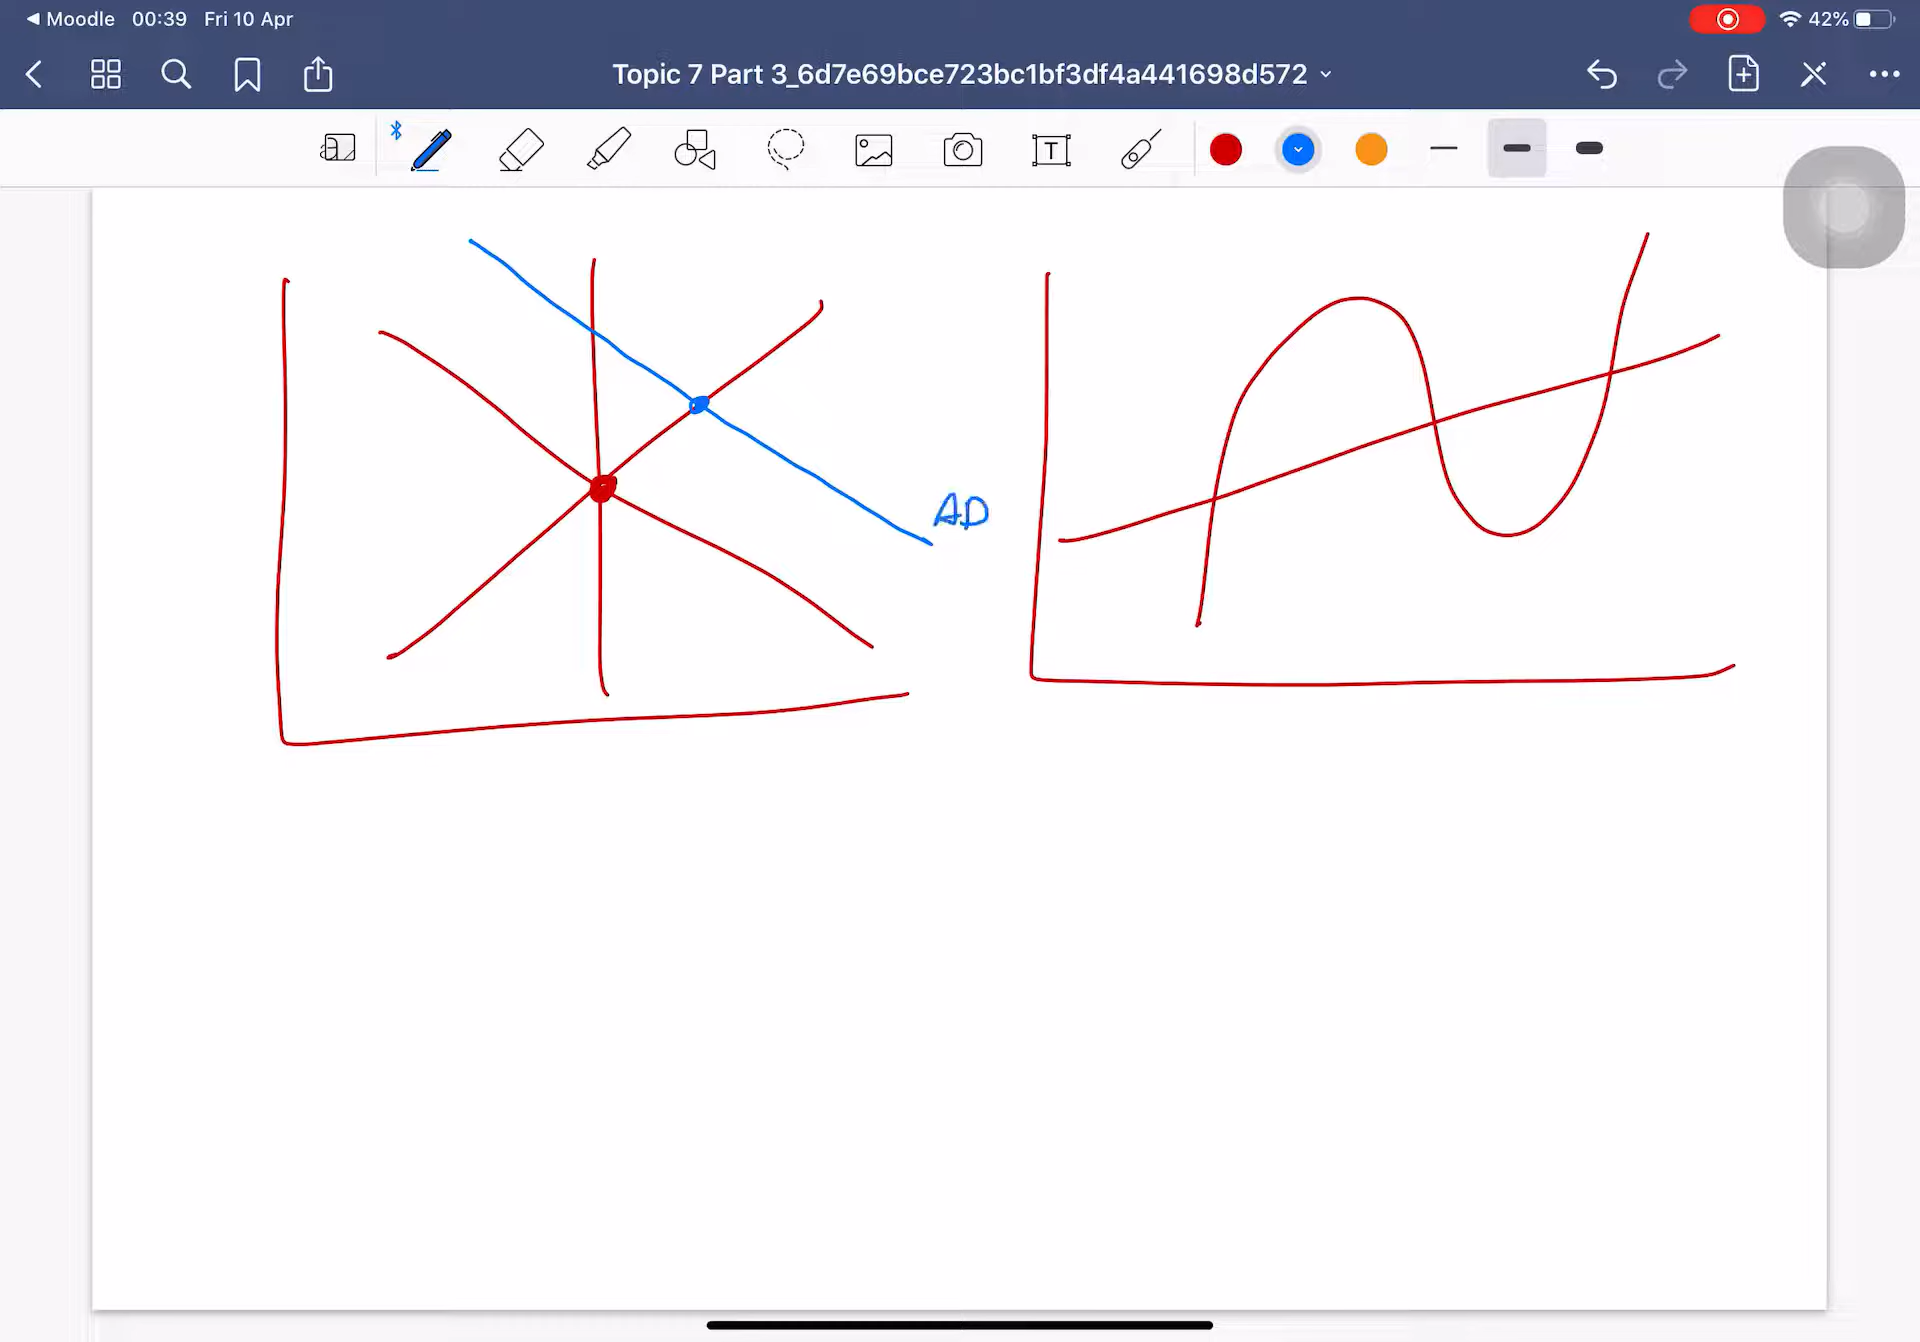 Moodle 00:39 Fri 10 Apr 42%
Topic 7 Part 3_6d7e69bce723bc1bf3df4a441698d572
a T
AD